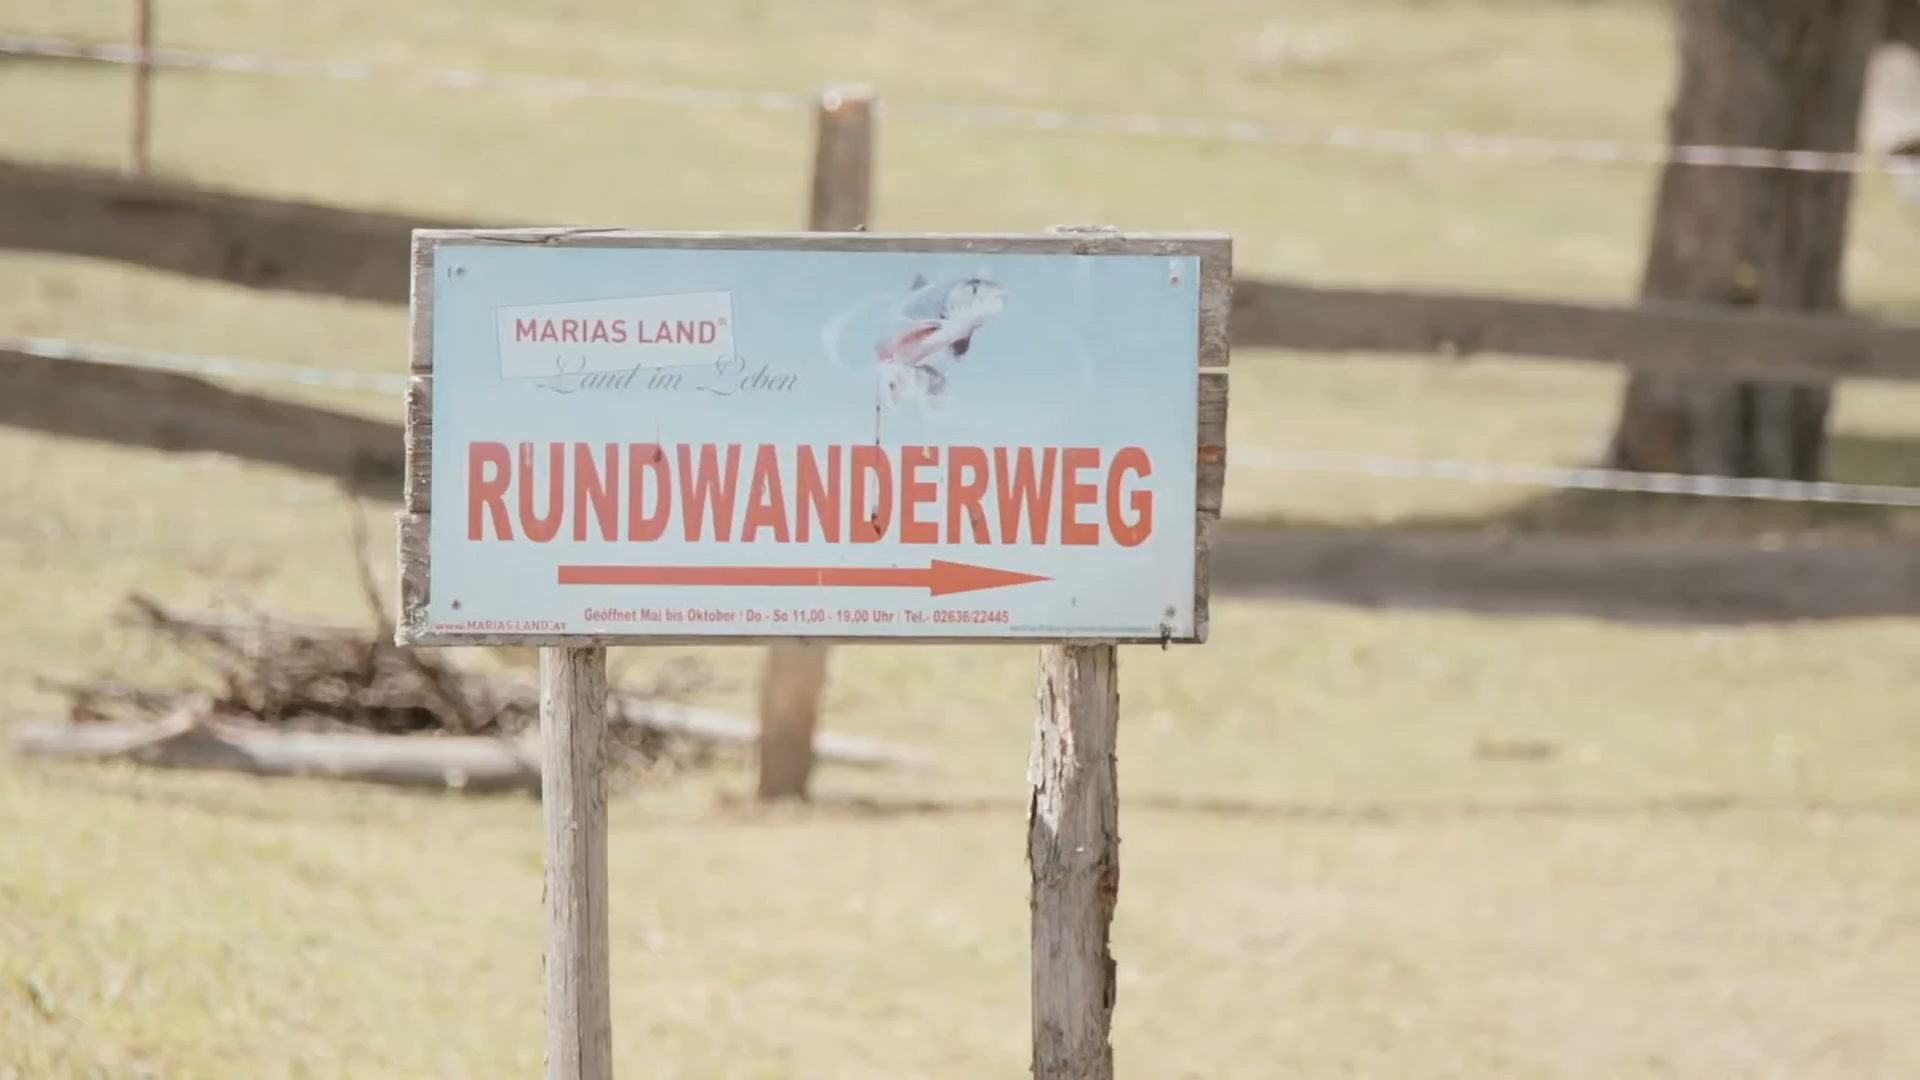 MARIAS LAND®
Land im Leben
RUNDWANDERWEG
Geöffnet Mai bis Oktober | Do - So 11,00 - 19.00 Uhr | Tel.- 02636/22445
www.MARIAS LAND.AT